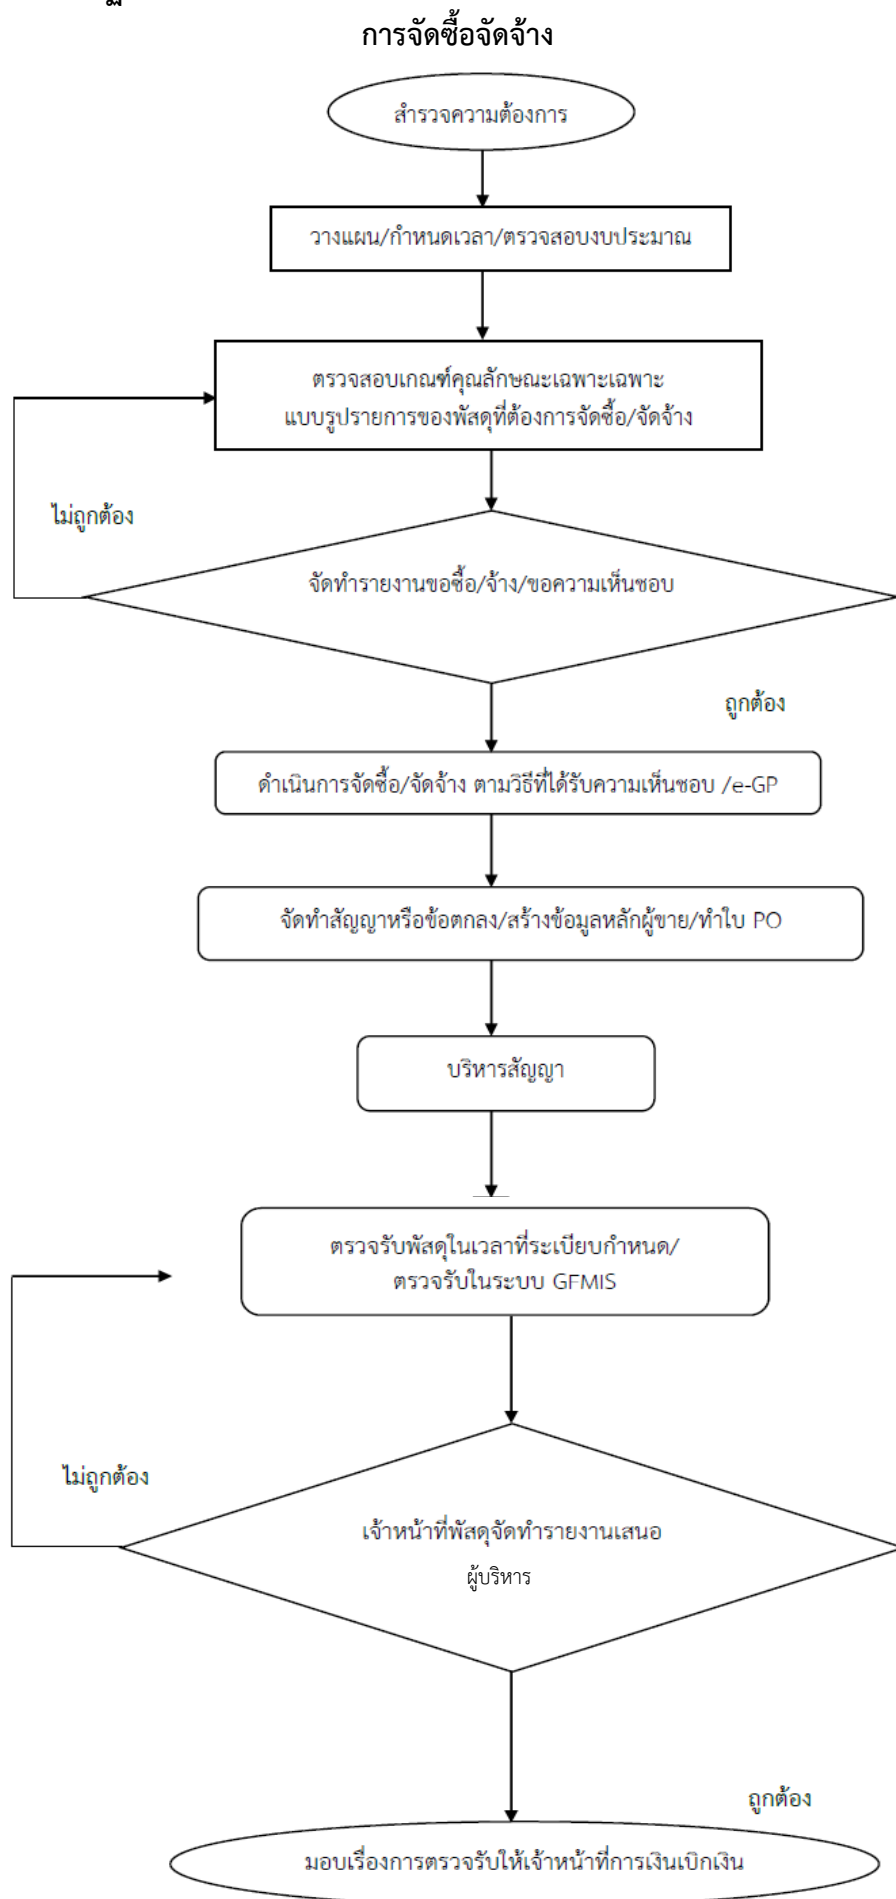 การจัดซื้อจัดจ้าง
สำรวจความต้องการ
วางแผน/กำหนดเวลา/ตรวจสอบงบประมาณ
ตรวจสอบเกณฑ์คุณลักษณะเฉพาะเฉพาะ
แบบรูปรายการของพัสดุที่ต้องการจัดซื้อ/จัดจ้าง
ไม่ถูกต้อง
จัดทำรายงานขอซื้อ/จ้าง/ขอความเห็นชอบ
ถูกต้อง
ดำเนินการจัดซื้อ/จัดจ้าง ตามวิธีที่ได้รับความเห็นชอบ /e-GP
จัดทำสัญญาหรือข้อตกลง/สร้างข้อมูลหลักผู้ขาย/ทำใบ PO
บริหารสัญญา
ตรวจรับพัสดุในเวลาที่ระเบียบกำหนด/
ตรวจรับในระบบ GFMIS
ไม่ถูกต้อง
เจ้าหน้าที่พัสดุจัดทำรายงานเสนอ
ผู้บริหาร
ถูกต้อง
มอบเรื่องการตรวจรับให้เจ้าหน้าที่การเงินเบิกเงิน